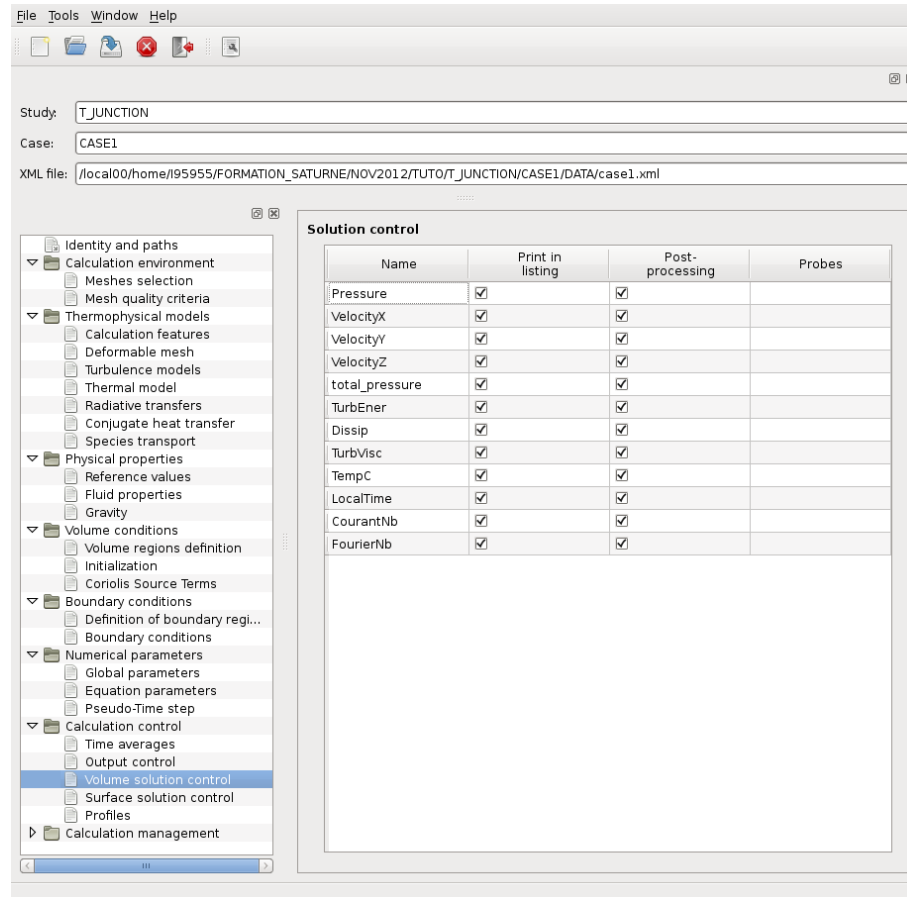 File Tools Window Help
Study: T_JUNCTION
Case: CASE1
XML file: /local00/home/I95955/FORMATION_SATURNE/NOV2012/TUTO/T_JUNCTION/CASE1/DATA/case1.xml
Identity and paths
Calculation environment
Meshes selection
Mesh quality criteria
Thermophysical models
Calculation features
Deformable mesh
Turbulence models
Thermal model
Radiative transfers
Conjugate heat transfer
Species transport
Physical properties
Reference values
Fluid properties
Gravity
Volume conditions
Volume regions definition
Initialization
Coriolis Source Terms
Boundary conditions
Definition of boundary regi...
Boundary conditions
Numerical parameters
Global parameters
Equation parameters
Pseudo-Time step
Calculation control
Time averages
Output control
Volume solution control
Surface solution control
Profiles
Calculation management
Solution control
Name Print in listing Post-processing Probes
Pressure
VelocityX
VelocityY
VelocityZ
total_pressure
TurbEner
Dissip
TurbVisc
TempC
LocalTime
CourantNb
FourierNb